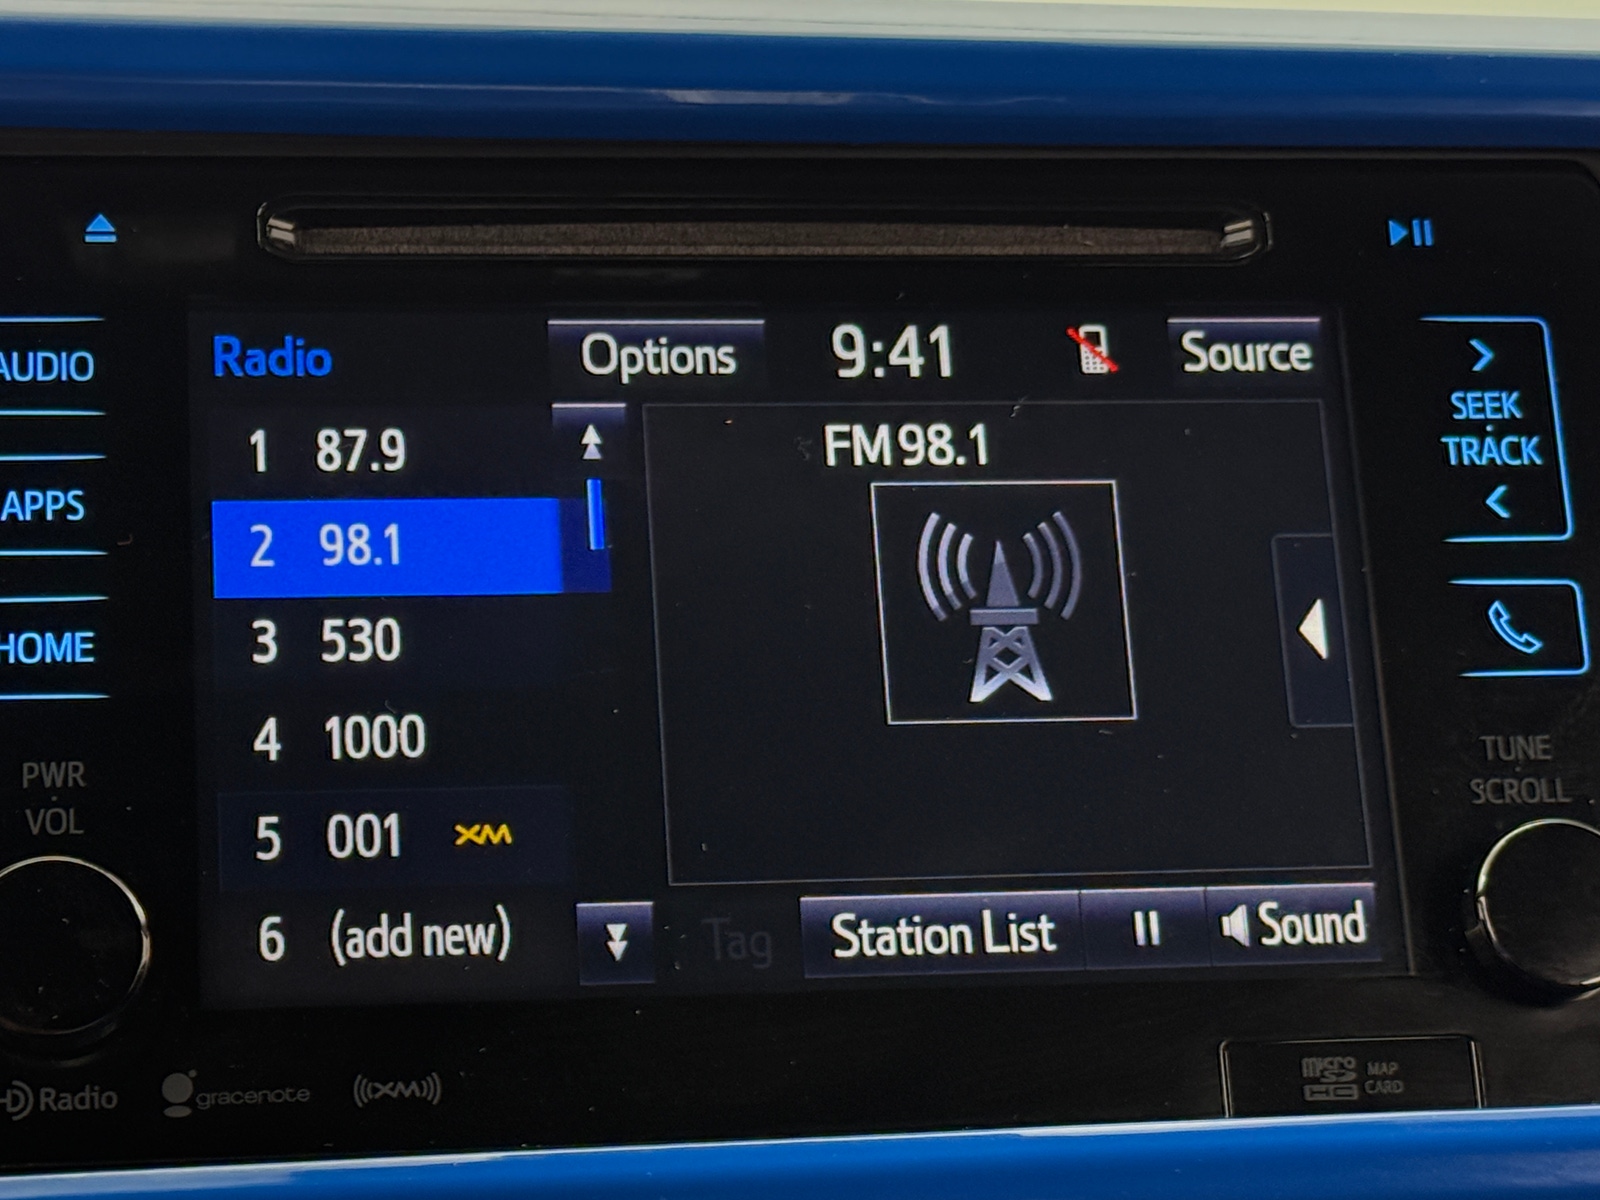 Radio Options 9:41 Source
1 87.9
2 98.1
3 530
4 1000
5 001 XM
6 (add new)
FM 98.1
Tag Station List Sound
AUDIO
APPS
HOME
PWR
VOL
SEEK
TRACK
TUNE
SCROLL
HD Radio gracenote XM
micro SD HC MAP
CARD